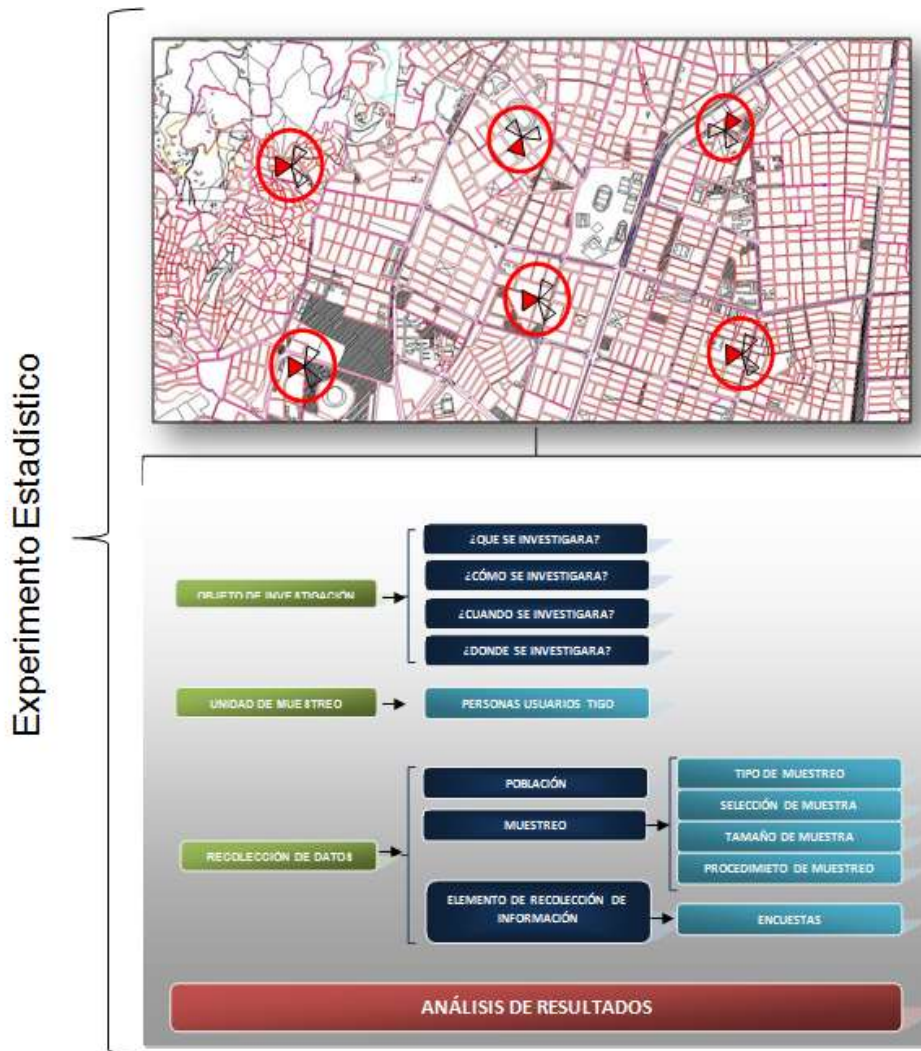 Experimento Estadístico
OBJETO DE INVESTIGACIÓN
¿QUE SE INVESTIGARA?
¿CÓMO SE INVESTIGARA?
¿CUANDO SE INVESTIGARA?
¿DONDE SE INVESTIGARA?
UNIDAD DE MUESTREO
PERSONAS USUARIOS TIGO
RECOLECCIÓN DE DATOS
POBLACIÓN
MUESTREO
TIPO DE MUESTREO
SELECCIÓN DE MUESTRA
TAMAÑO DE MUESTRA
PROCEDIMIETO DE MUESTREO
ELEMENTO DE RECOLECCIÓN DE
INFORMACIÓN
ENCUESTAS
ANÁLISIS DE RESULTADOS